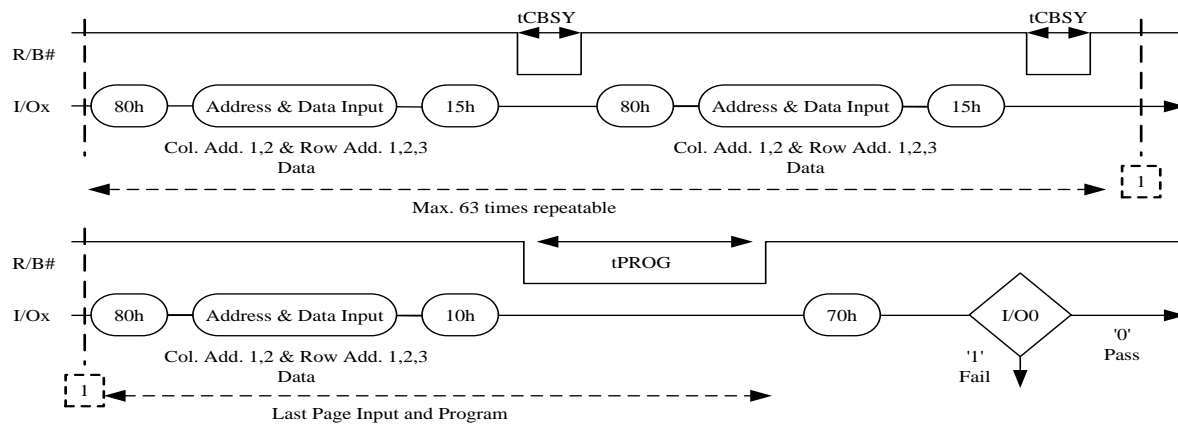 tCBSY tCBSY
R/B#
I/Ox 80h Address & Data Input 15h 80h Address & Data Input 15h
Col. Add. 1,2 & Row Add. 1,2,3 Col. Add. 1,2 & Row Add. 1,2,3
Data Data
1
Max. 63 times repeatable
tPROG
R/B#
I/Ox 80h Address & Data Input 10h 70h I/O0
'0'
Pass
Col. Add. 1,2 & Row Add. 1,2,3
'1'
Data
Fail
1
Last Page Input and Program